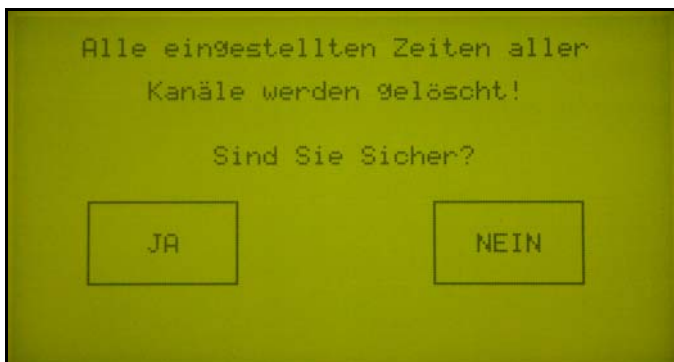 Alle eingestellten Zeiten aller
Kanäle werden gelöscht!
Sind Sie Sicher?
JA
NEIN